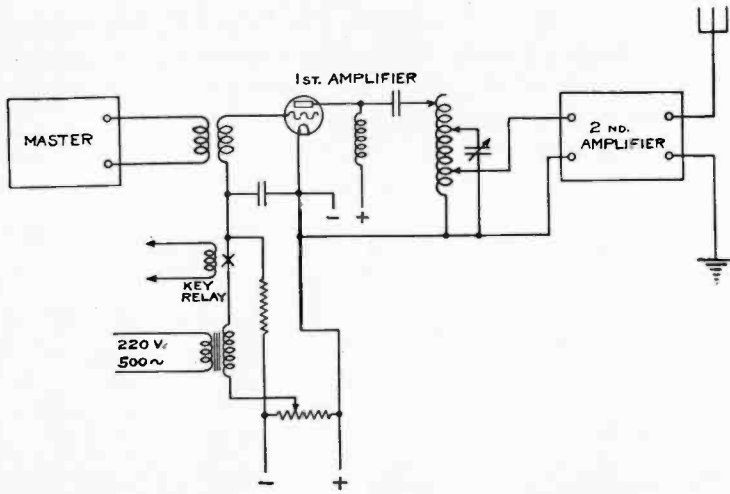 1ST. AMPLIFIER
MASTER
2 ND.
AMPLIFIER
- +
KEY
RELAY
220 V.
500~
- +